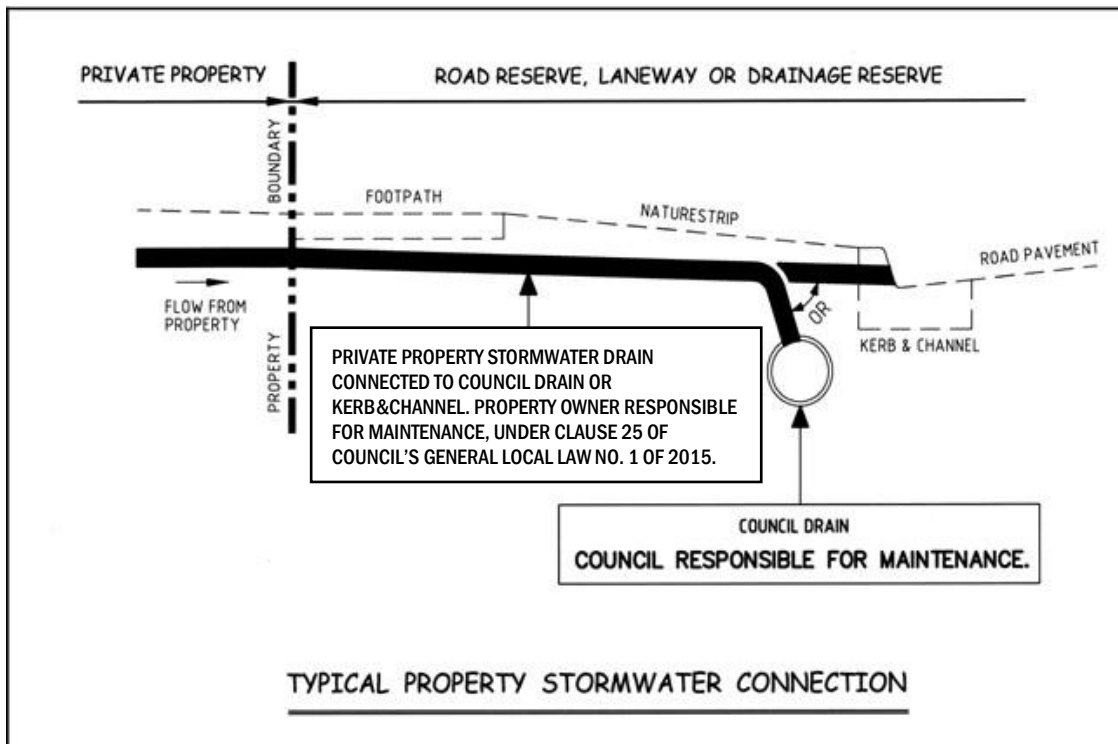 PRIVATE PROPERTY
ROAD RESERVE, LANEWAY OR DRAINAGE RESERVE
BOUNDARY
FOOTPATH
NATURESTRIP
ROAD PAVEMENT
FLOW FROM
PROPERTY
OR
KERB & CHANNEL
PROPERTY
PRIVATE PROPERTY STORMWATER DRAIN
CONNECTED TO COUNCIL DRAIN OR
KERB&CHANNEL. PROPERTY OWNER RESPONSIBLE
FOR MAINTENANCE, UNDER CLAUSE 25 OF
COUNCIL'S GENERAL LOCAL LAW NO. 1 OF 2015.
COUNCIL DRAIN
COUNCIL RESPONSIBLE FOR MAINTENANCE.
TYPICAL PROPERTY STORMWATER CONNECTION